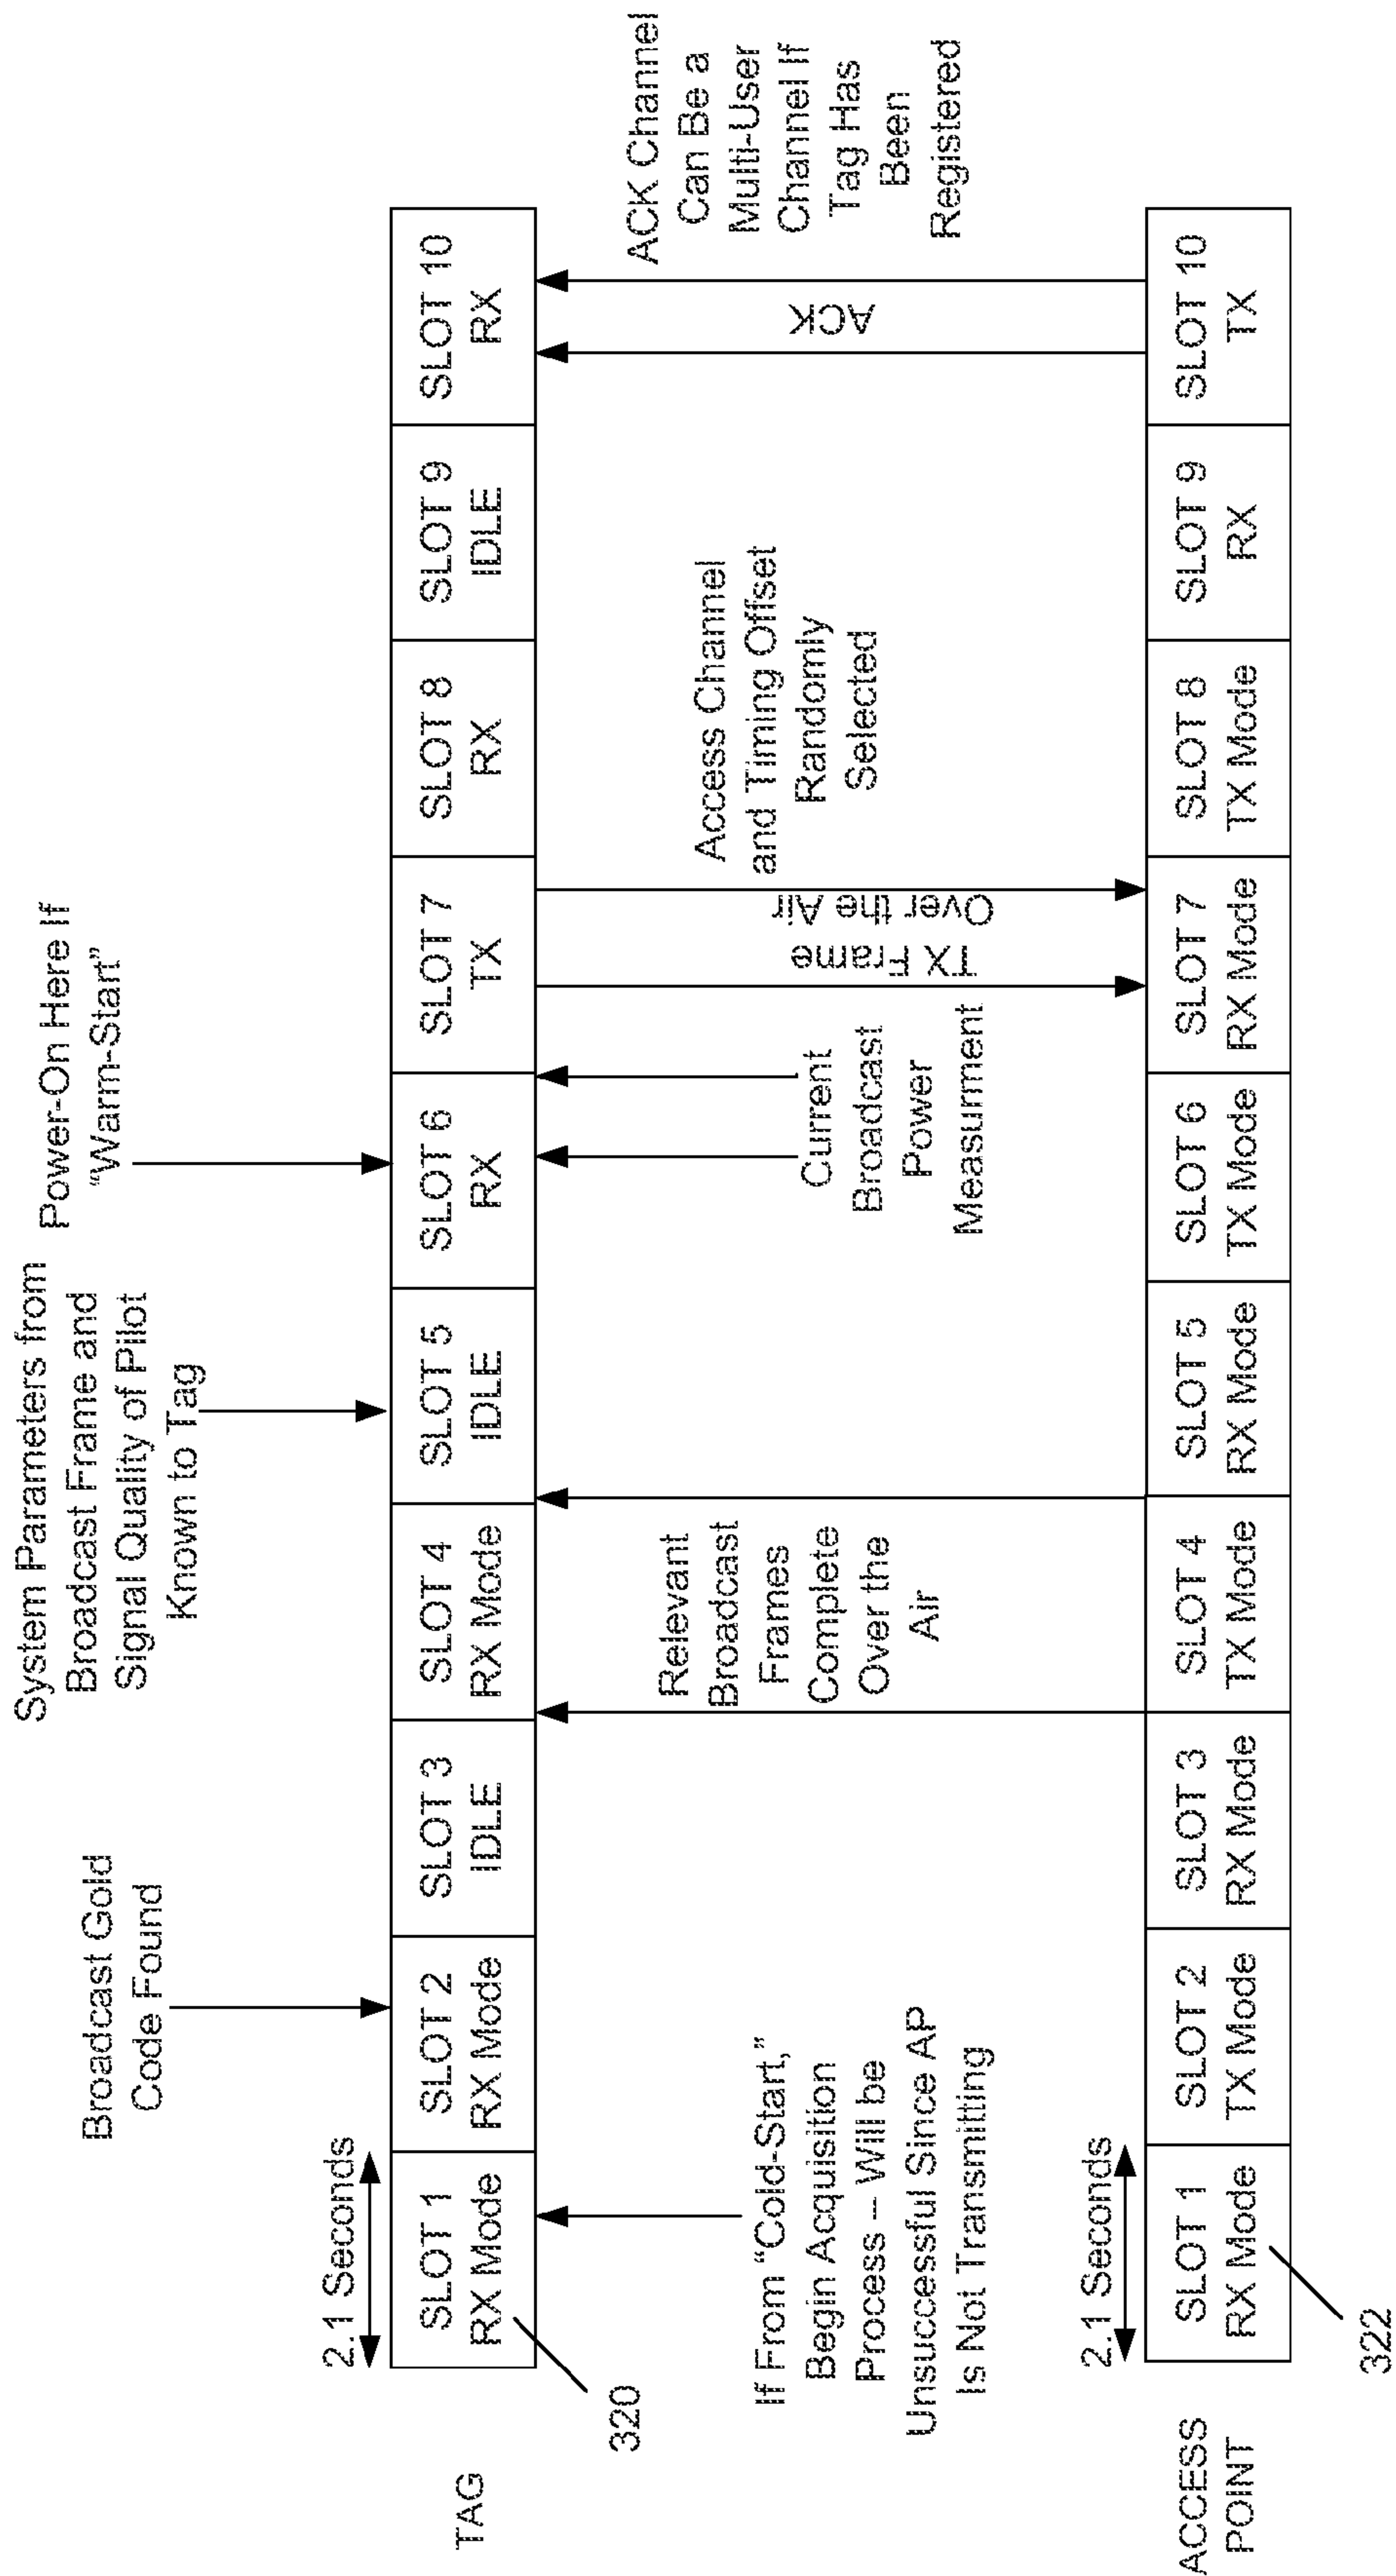 System Parameters from
Broadcast Frame and
Signal Quality of Pilot
Known to Tag
Power-On Here If
“Warm-Start”
Broadcast Gold
Code Found
2.1 Seconds
TAG
SLOT 1
RX Mode
SLOT 2
RX Mode
SLOT 3
IDLE
SLOT 4
RX Mode
SLOT 5
IDLE
SLOT 6
RX
SLOT 7
TX
SLOT 8
RX
SLOT 9
IDLE
SLOT 10
RX
320
If From “Cold-Start,”
Begin Acquisition
Process -- Will be
Unsuccessful Since AP
Is Not Transmitting
Relevant
Broadcast
Frames
Complete
Over the
Air
Current
Broadcast
Power
Measurment
TX Frame
Over the Air
Access Channel
and Timing Offset
Randomly
Selected
ACK
ACK Channel
Can Be a
Multi-User
Channel If
Tag Has
Been
Registered
2.1 Seconds
ACCESS
POINT
SLOT 1
RX Mode
SLOT 2
TX Mode
SLOT 3
RX Mode
SLOT 4
TX Mode
SLOT 5
RX Mode
SLOT 6
TX Mode
SLOT 7
RX Mode
SLOT 8
TX Mode
SLOT 9
RX
SLOT 10
TX
322